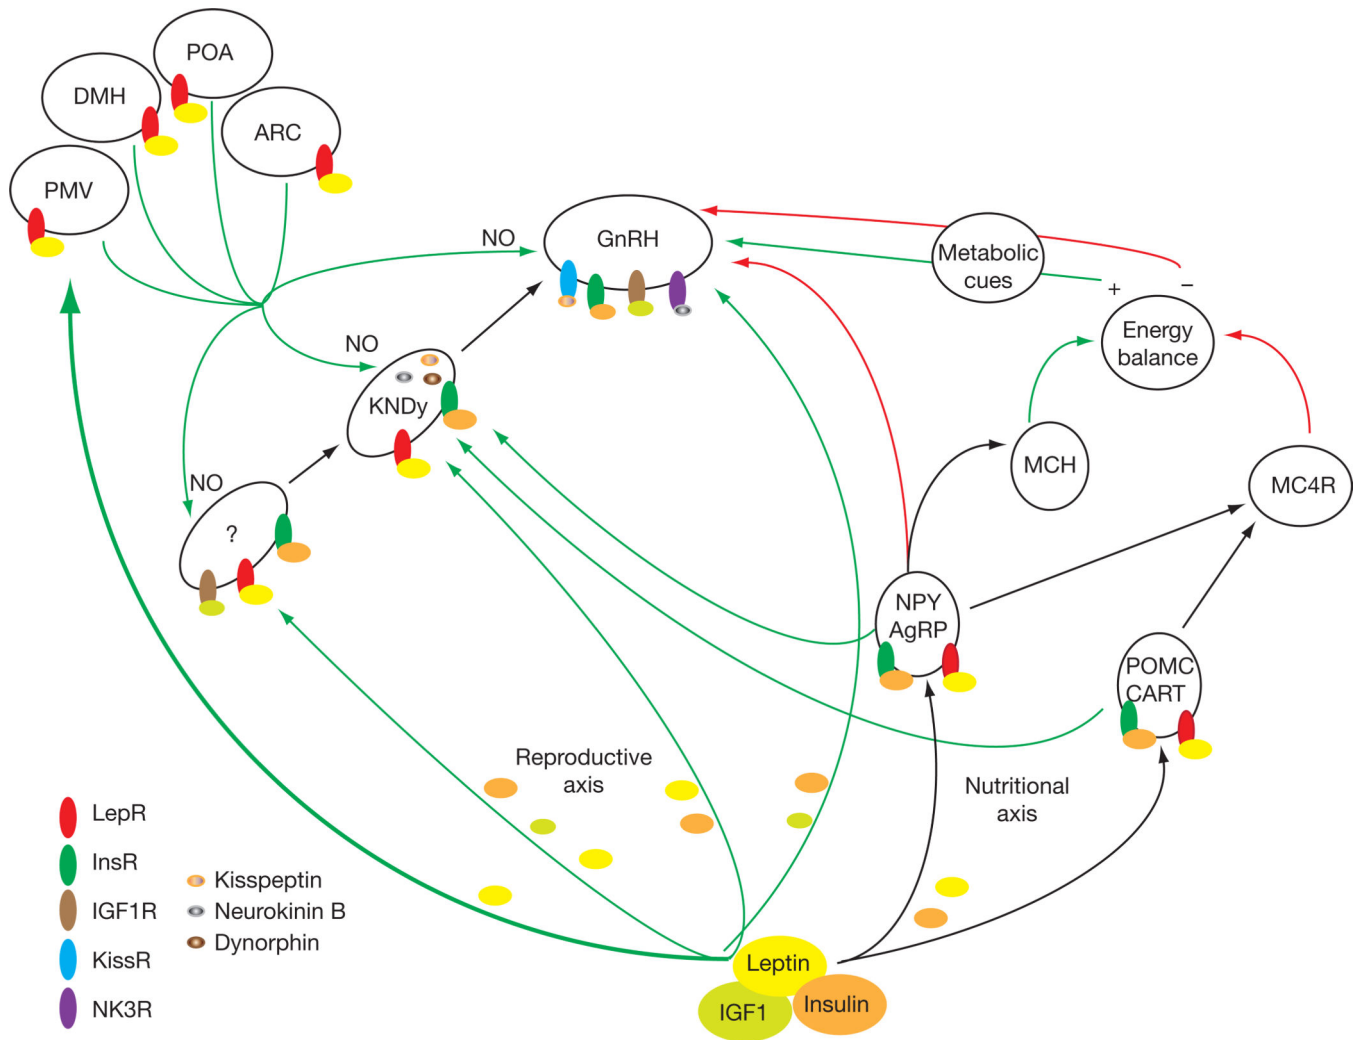 POA
DMH
ARC
PMV
NO
GnRH
Metabolic
cues
+
−
Energy
balance
NO
KNDy
MCH
MC4R
NO
?
NPY
AgRP
POMC
CART
Reproductive
axis
Nutritional
axis
LepR
InsR
IGF1R
KissR
NK3R
Kisspeptin
Neurokinin B
Dynorphin
Leptin
IGF1
Insulin